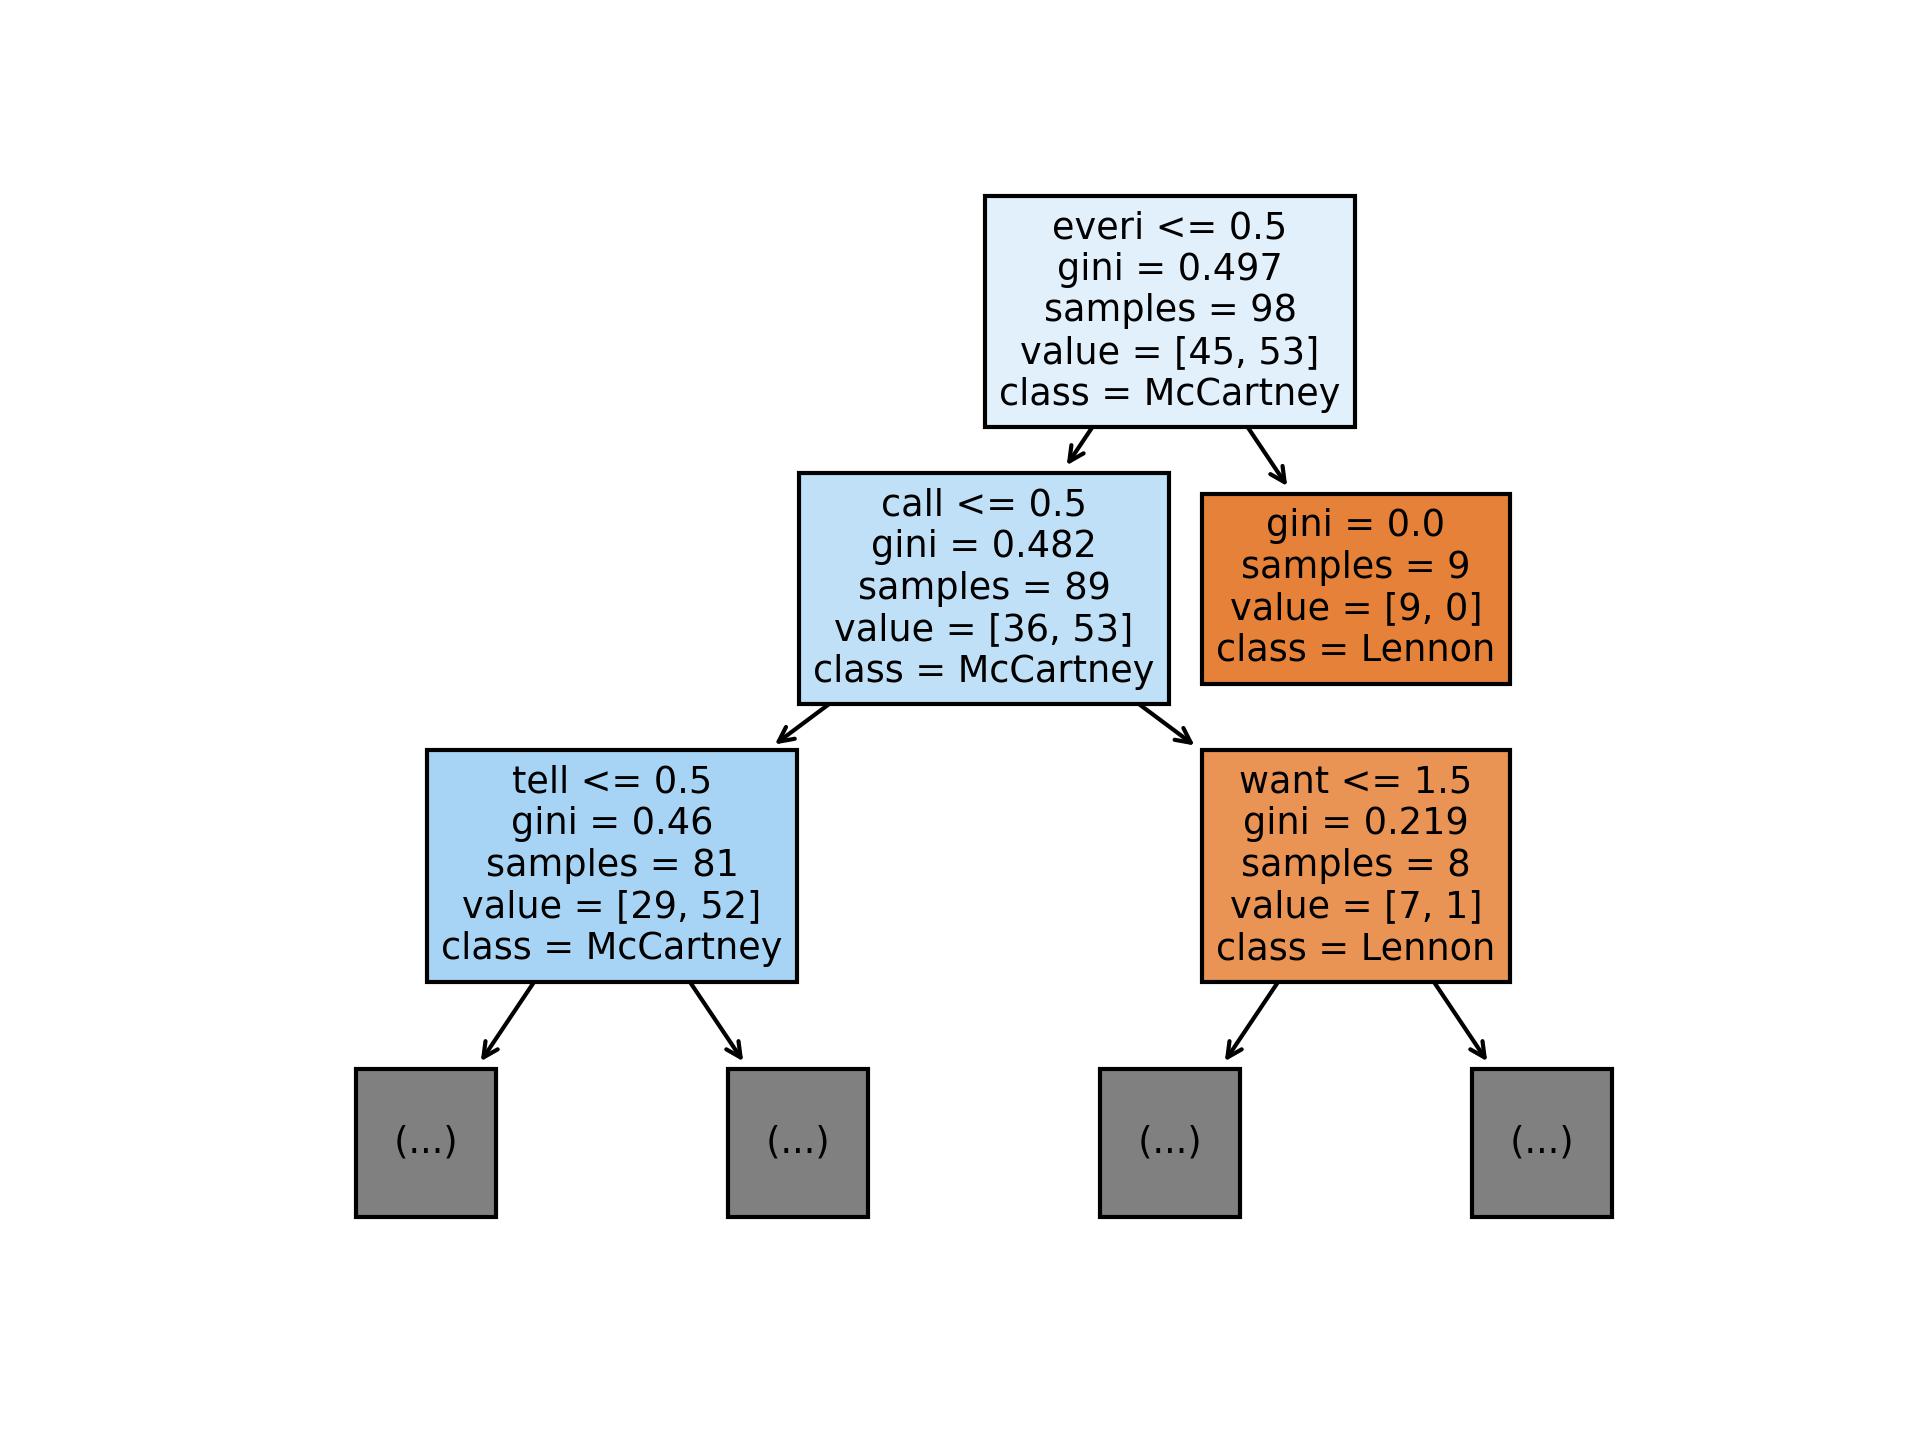 everi <= 0.5
gini = 0.497
samples = 98
value = [45, 53]
class = McCartney
call <= 0.5
gini = 0.482
samples = 89
value = [36, 53]
class = McCartney
gini = 0.0
samples = 9
value = [9, 0]
class = Lennon
tell <= 0.5
gini = 0.46
samples = 81
value = [29, 52]
class = McCartney
want <= 1.5
gini = 0.219
samples = 8
value = [7, 1]
class = Lennon
(...)
(...)
(...)
(...)